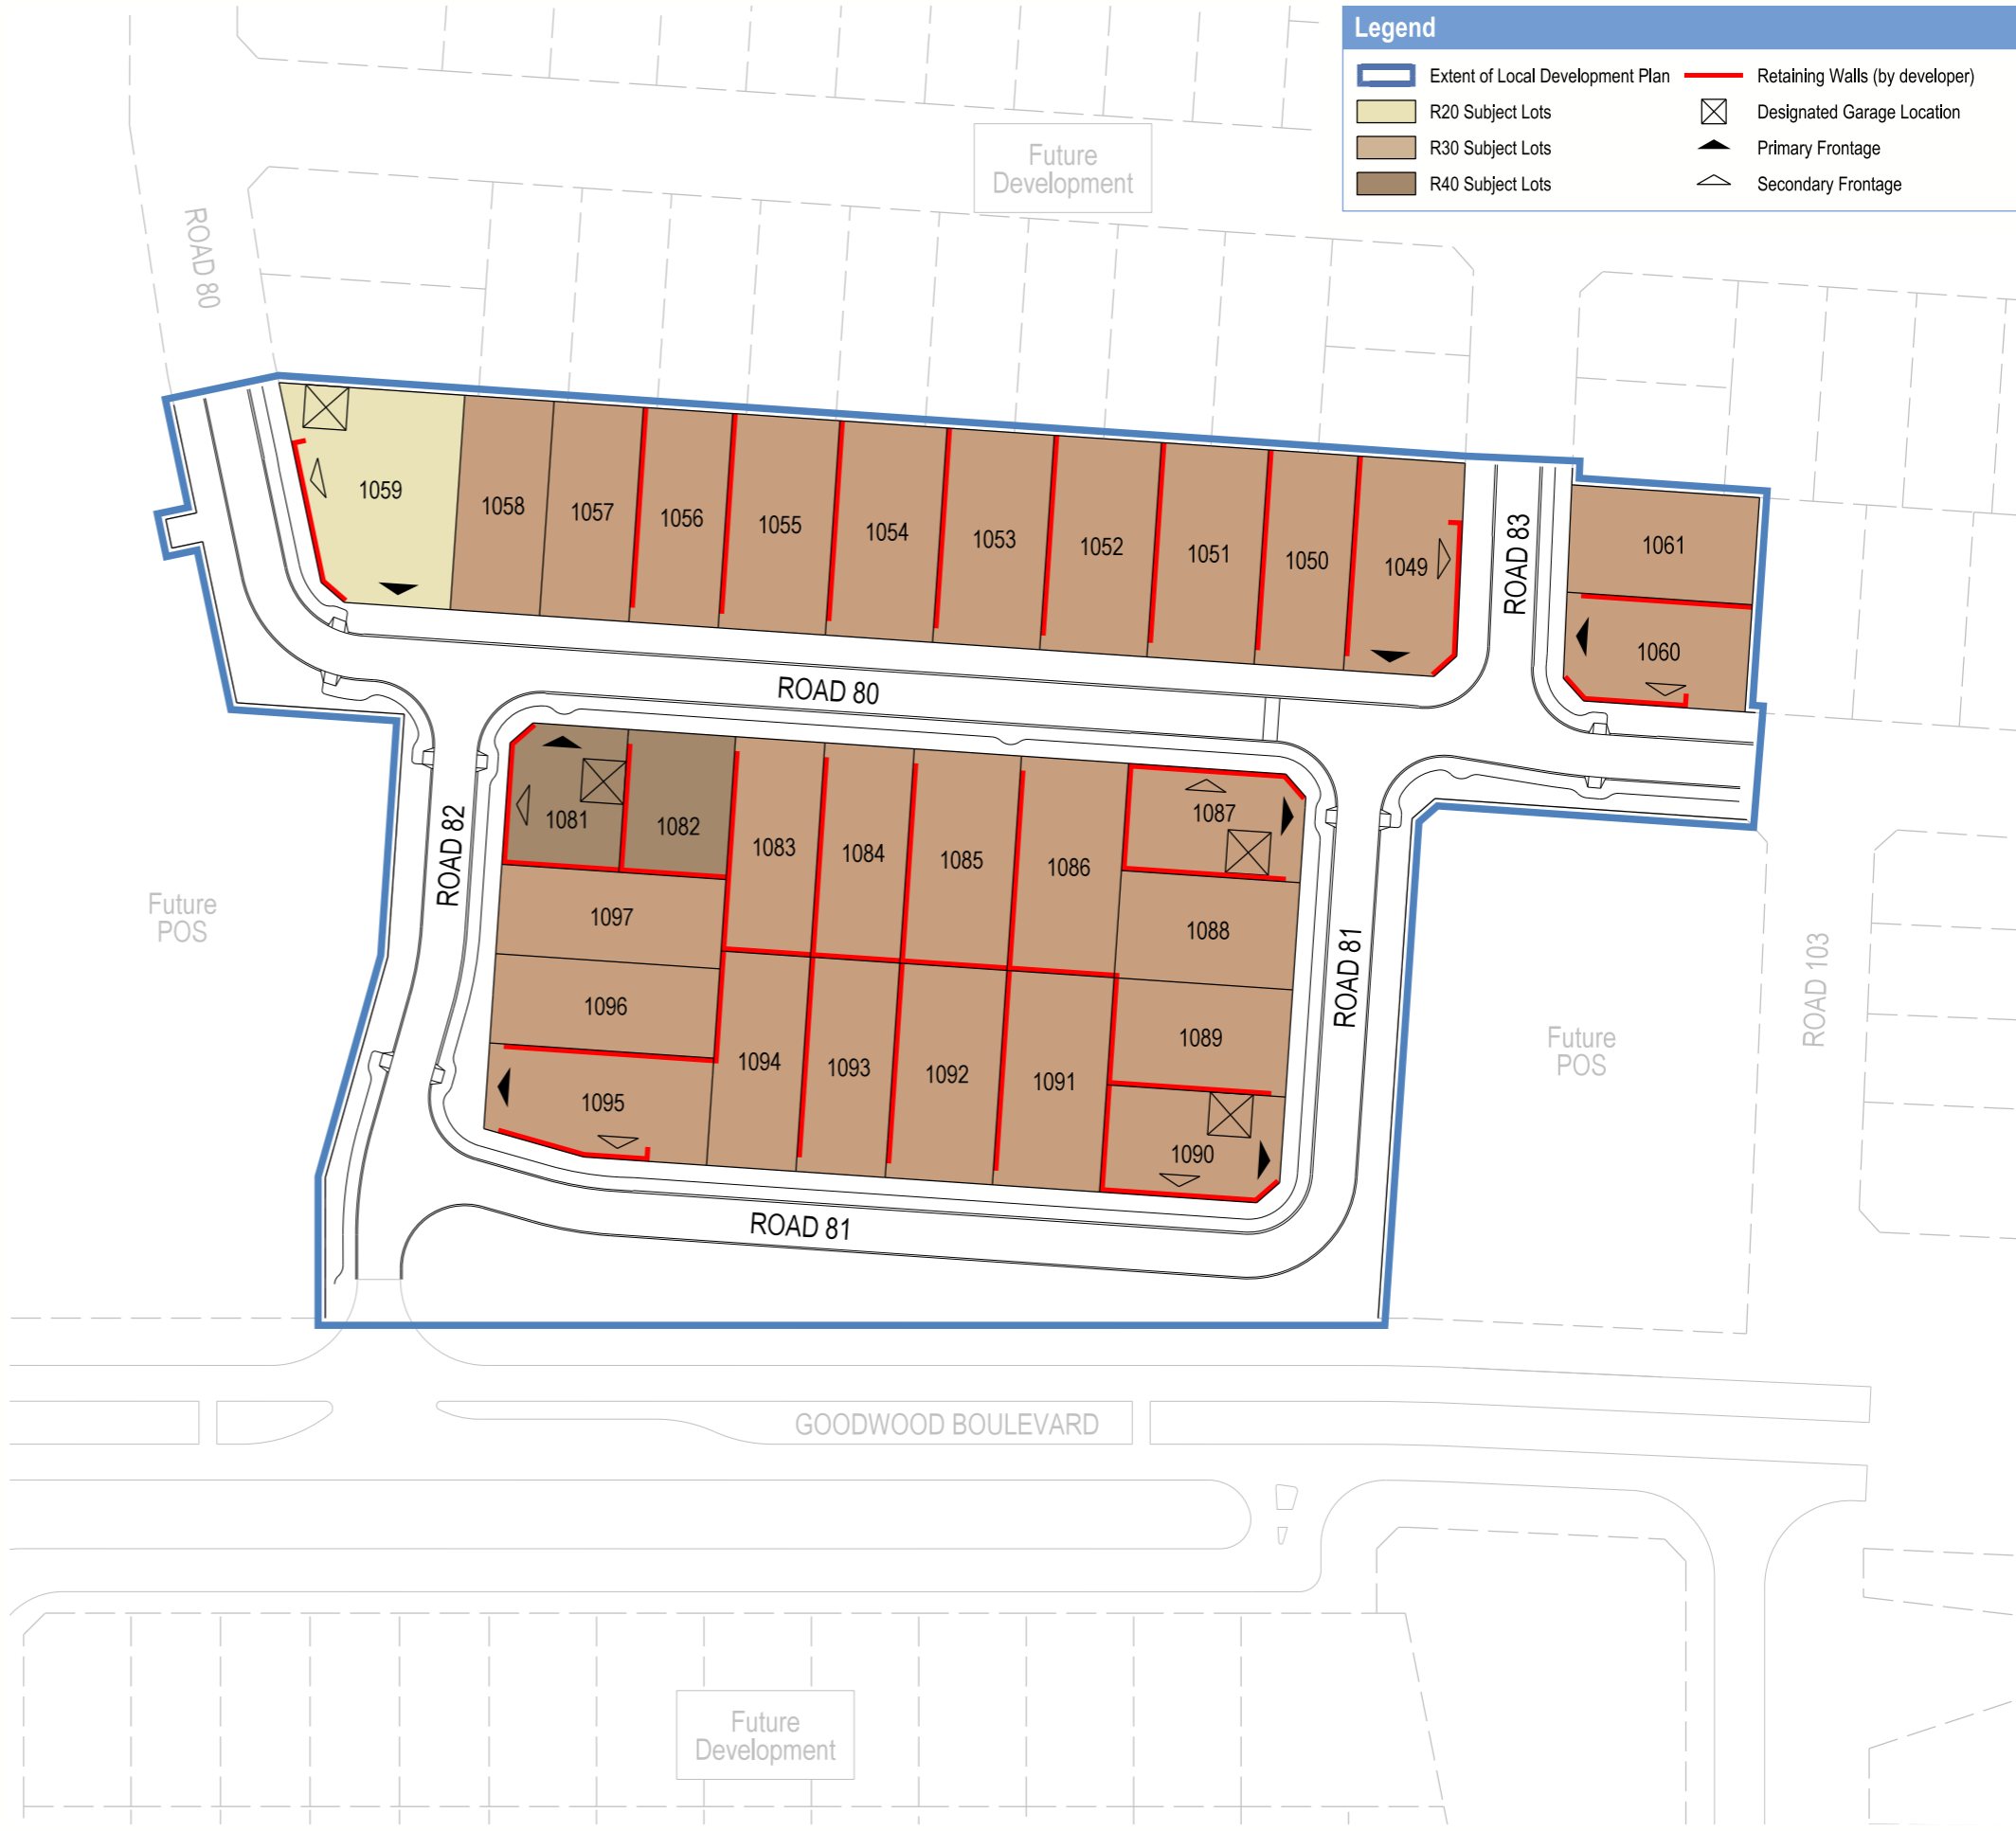 Legend
Extent of Local Development Plan
Retaining Walls (by developer)
R20 Subject Lots
Designated Garage Location
R30 Subject Lots
Primary Frontage
R40 Subject Lots
Secondary Frontage
Future
Development
ROAD 80
1059
1058
1057
1056
1055
1054
1053
1052
1051
1050
1049
ROAD 83
1061
1060
ROAD 80
1081
1082
1083
1084
1085
1086
1087
1088
ROAD 82
1097
1096
1095
1094
1093
1092
1091
1089
1090
ROAD 81
ROAD 81
Future
POS
Future
POS
ROAD 103
GOODWOOD BOULEVARD
Future
Development